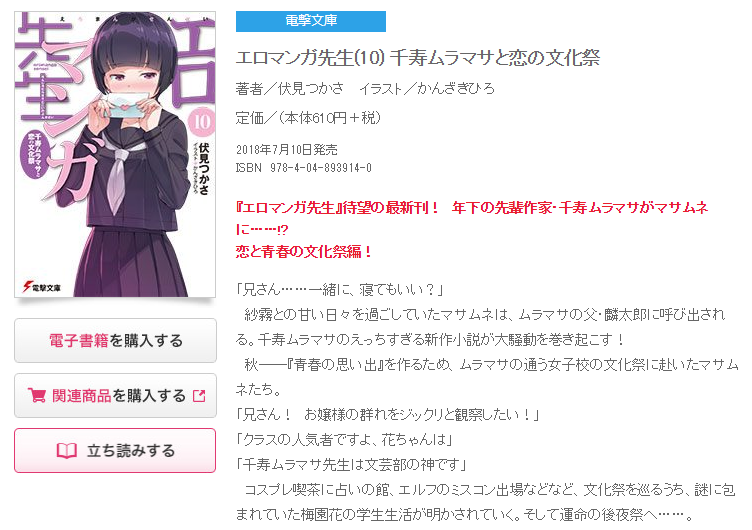 えろまんがせんせい
エロマンガ先生
eromanga sensei
千寿ムラマサと
恋の文化祭
10
伏見つかさ
イラスト/かんざきひろ
電撃文庫
電子書籍を購入する
関連商品を購入する
立ち読みする
電撃文庫
エロマンガ先生(10) 千寿ムラマサと恋の文化祭
著者／伏見つかさ　イラスト／かんざきひろ
定価／（本体610円＋税）
2018年7月10日発売
ISBN 978-4-04-893914-0
『エロマンガ先生』待望の最新刊！　年下の先輩作家・千寿ムラマサがマサムネ
に……!?
恋と青春の文化祭編！
「兄さん……一緒に、寝てもいい？」
　紗霧との甘い日々を過ごしていたマサムネは、ムラマサの父・麟太郎に呼び出され
る。千寿ムラマサのえっちすぎる新作小説が大騒動を巻き起こす！
　秋――『青春の思い出』を作るため、ムラマサの通う女子校の文化祭に赴いたマサム
ネたち。
「兄さん！　お嬢様の群れをジックリと観察したい！」
「クラスの人気者ですよ、花ちゃんは」
「千寿ムラマサ先生は文芸部の神です」
　コスプレ喫茶に占いの館、エルフのミスコン出場などなど、文化祭を巡るうち、謎に包
まれていた梅園花の学生生活が明かされていく。そして運命の後夜祭へ……。